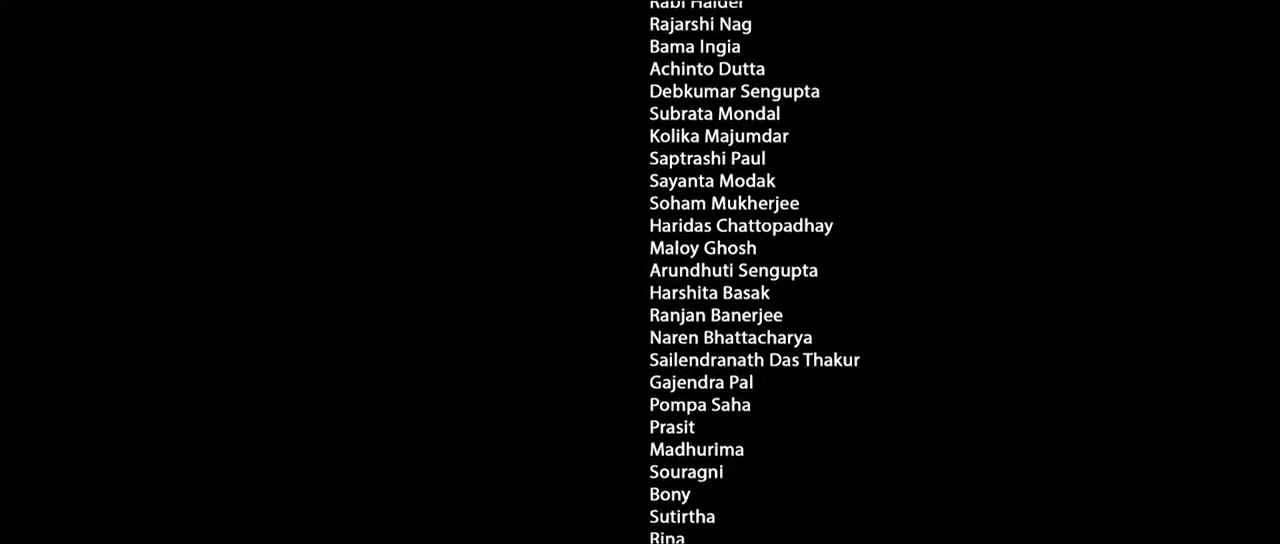 Rabi Halder
Rajarshi Nag
Bama Ingia
Achinto Dutta
Debkumar Sengupta
Subrata Mondal
Kolika Majumdar
Saptrashi Paul
Sayanta Modak
Soham Mukherjee
Haridas Chattopadhay
Maloy Ghosh
Arundhuti Sengupta
Harshita Basak
Ranjan Banerjee
Naren Bhattacharya
Sailendranath Das Thakur
Gajendra Pal
Pompa Saha
Prasit
Madhurima
Souragni
Bony
Sutirtha
Rina